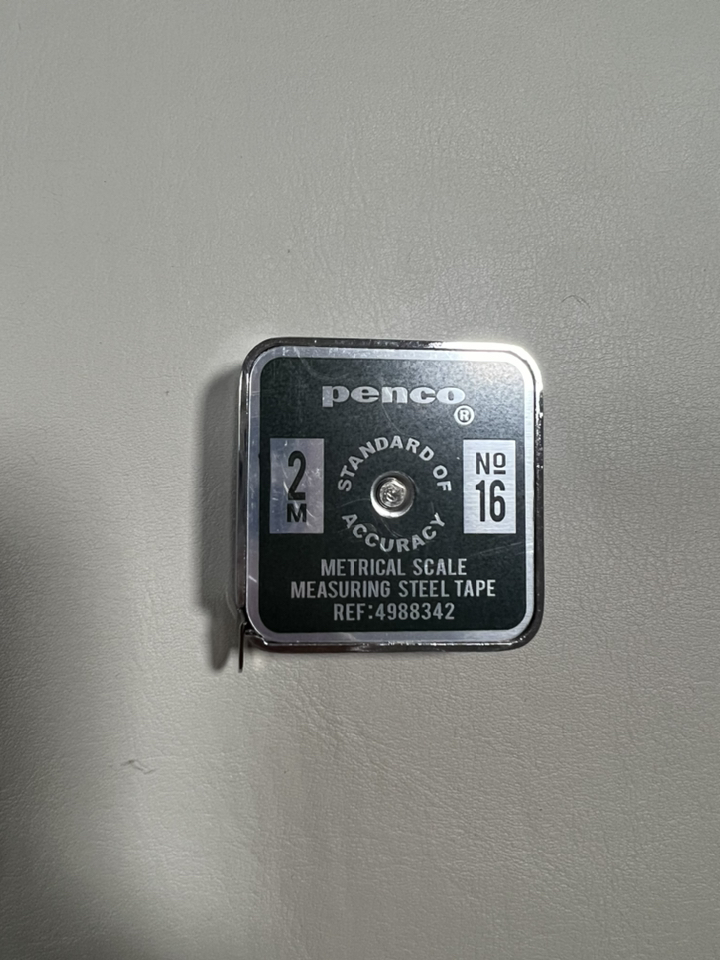 penco
®
2
M
STANDARD OF
ACCURACY
Nº
16
METRICAL SCALE
MEASURING STEEL TAPE
REF:4988342